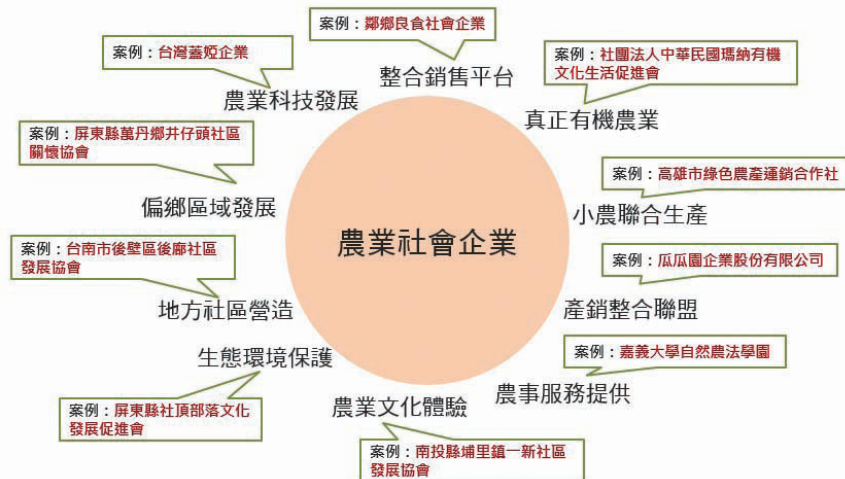 案例：鄰鄉良食社會企業
整合銷售平台
案例：社團法人中華民國瑪納有機
文化生活促進會
真正有機農業
案例：高雄市綠色農產運銷合作社
小農聯合生產
案例：瓜瓜園企業股份有限公司
產銷整合聯盟
案例：嘉義大學自然農法學園
農事服務提供
案例：南投縣埔里鎮一新社區
發展協會
農業文化體驗
案例：屏東縣社頂部落文化
發展促進會
生態環境保護
案例：台南市後壁區後廍社區
發展協會
地方社區營造
案例：屏東縣萬丹鄉井仔頭社區
關懷協會
偏鄉區域發展
案例：台灣蓋婭企業
農業科技發展
農業社會企業